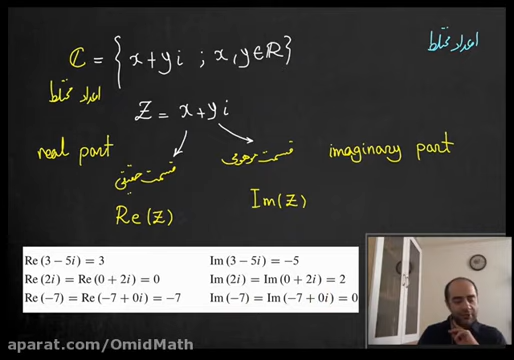 اعداد مختلط
ℂ = { x + yi ; x, y ∈ ℝ }
اعداد مختلط
Z = x + yi
real part
قسمت حقیقی
Re(Z)
قسمت موهومی
Im(Z)
imaginary part
Re (3 − 5i) = 3 Im (3 − 5i) = −5
Re (2i) = Re (0 + 2i) = 0 Im (2i) = Im (0 + 2i) = 2
Re (−7) = Re (−7 + 0i) = −7 Im (−7) = Im (−7 + 0i) = 0
aparat.com/OmidMath